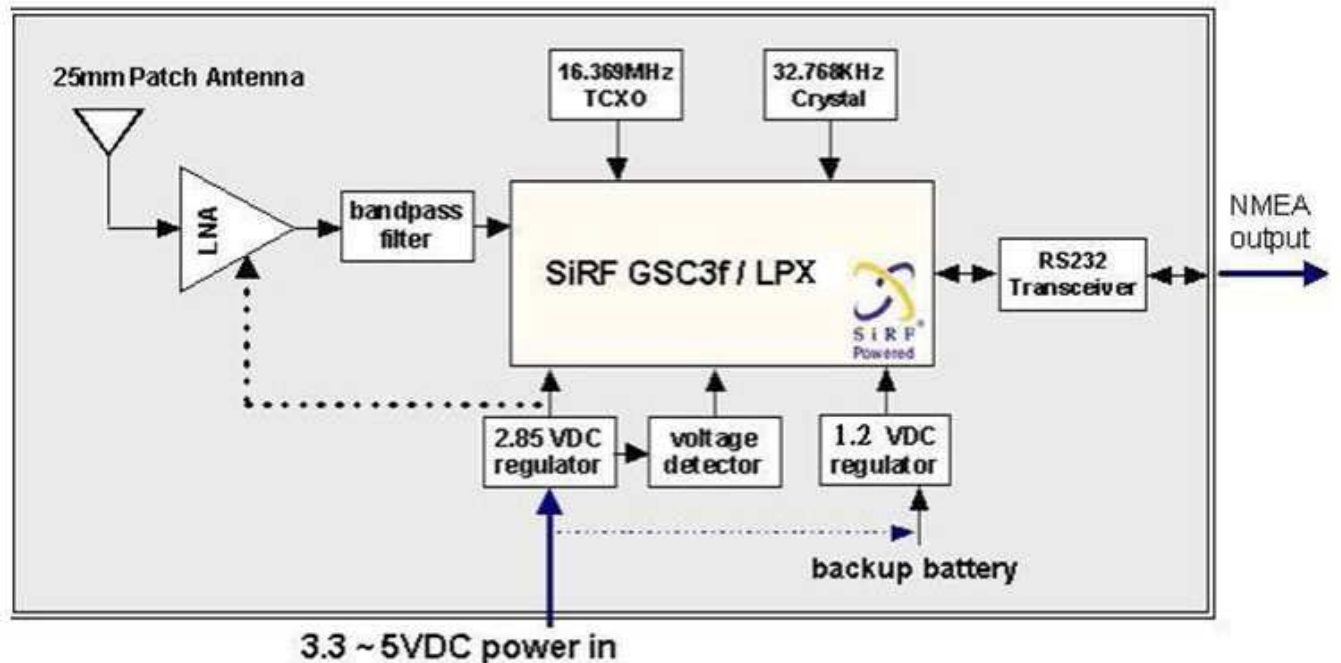 25mm Patch Antenna
16.369MHz
TCXO
32.768KHz
Crystal
LNA
bandpass
filter
SiRF GSC3f / LPX
SiRF®
Powered
RS232
Transceiver
NMEA
output
2.85 VDC
regulator
voltage
detector
1.2 VDC
regulator
backup battery
3.3 ~ 5VDC power in